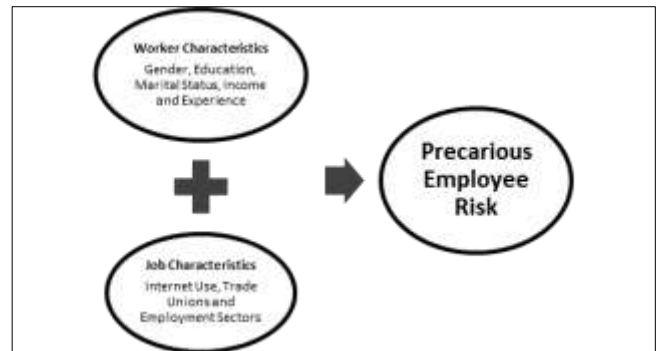 Worker Characteristics
Gender, Education,
Marital Status, Income
and Experience
Precarious
Employee
Risk
Job Characteristics
Internet Use, Trade
Unions and
Employment Sectors